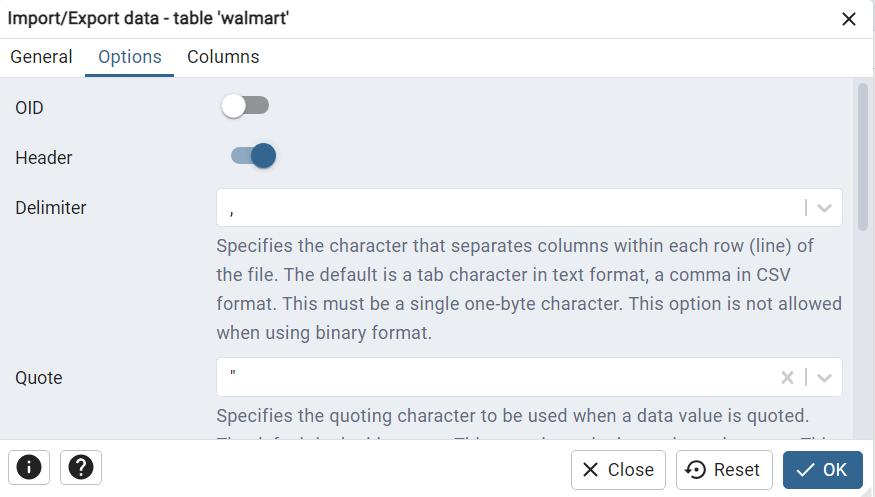 Import/Export data - table 'walmart'
General Options Columns
OID
Header
Delimiter
,
Specifies the character that separates columns within each row (line) of
the file. The default is a tab character in text format, a comma in CSV
format. This must be a single one-byte character. This option is not allowed
when using binary format.
Quote
"
Specifies the quoting character to be used when a data value is quoted.
Close Reset OK